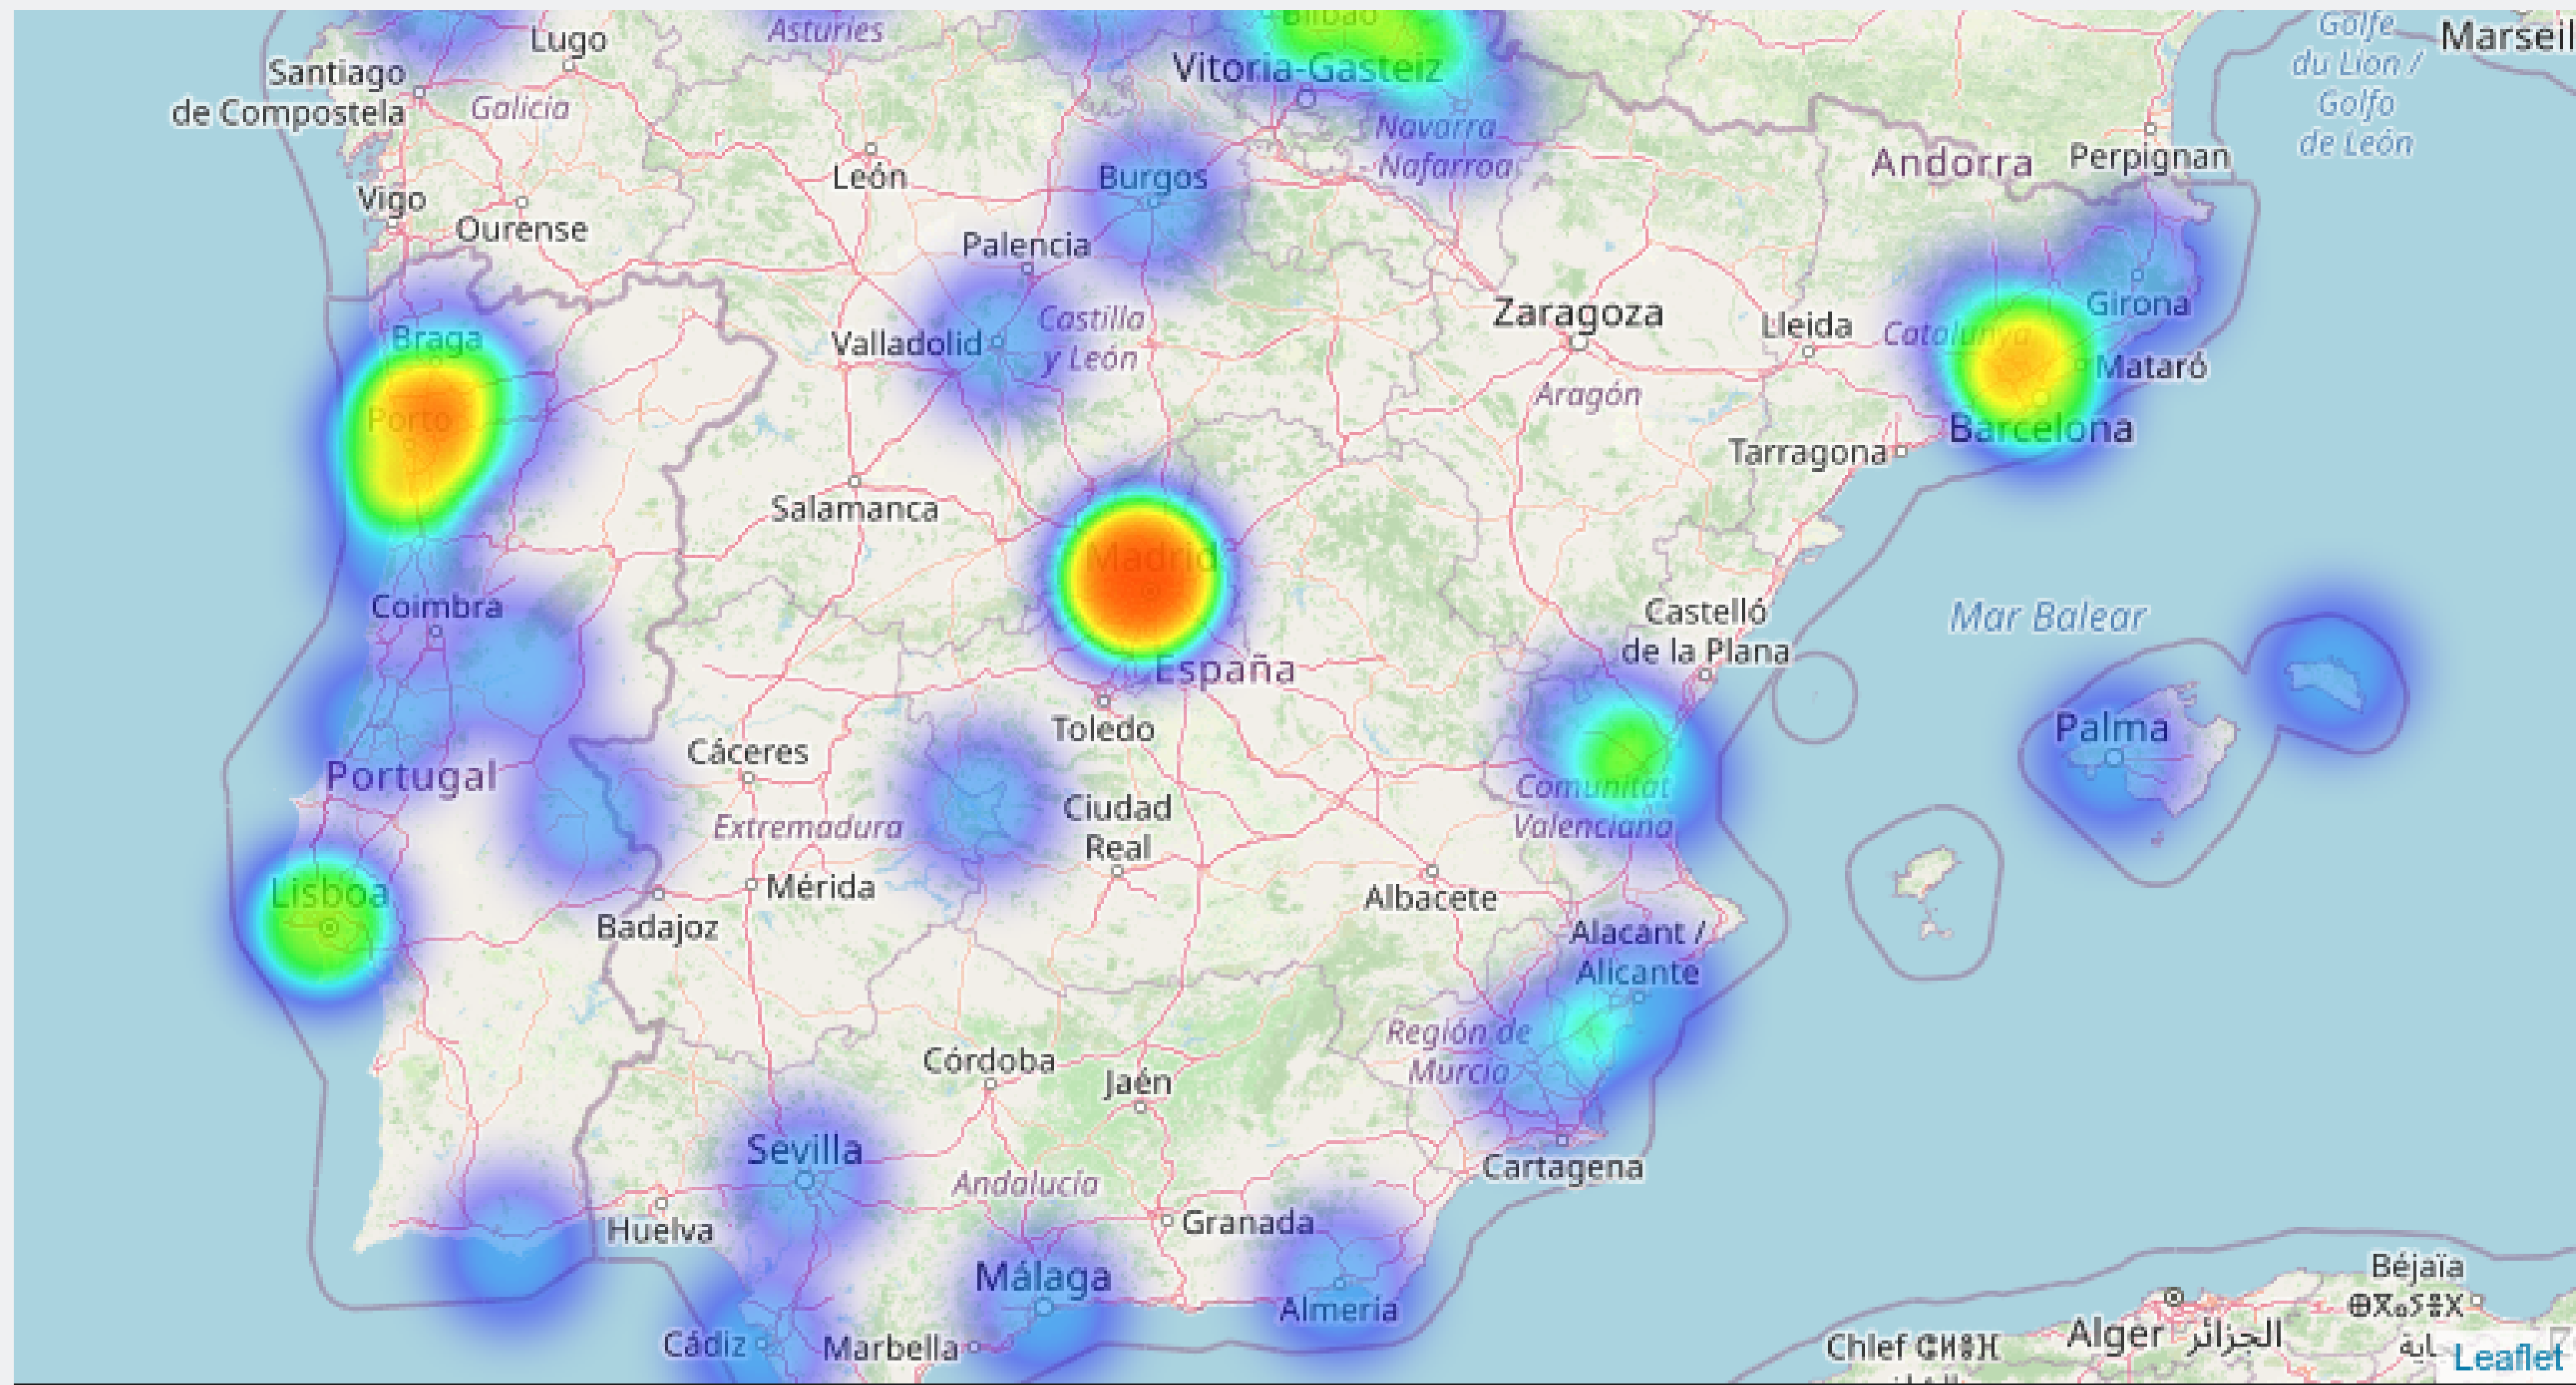 Bilbao
Golfe
du Lion /
Golfo
de León
Asturies
Lugo
Vitoria-Gasteiz
Santiago
de Compostela
Galicia
Navarra
- Nafarroa
Andorra
Perpignan
León
Burgos
Vigo
Ourense
Palencia
Braga
Valladolid
Castilla
y León
Zaragoza
Lleida
Catalunya
Girona
Mataró
Aragón
Porto
Barcelona
Tarragona
Salamanca
Madrid
Coimbra
Castelló
de la Plana
Mar Balear
España
Toledo
Cáceres
Palma
Portugal
Ciudad
Real
Comunitat
Valenciana
Extremadura
Lisboa
Mérida
Albacete
Badajoz
Alacant /
Alicante
Región de
Murcia
Córdoba
Jaén
Sevilla
Cartagena
Andalucía
Huelva
Granada
Málaga
Almería
Cádiz
Marbella
Béjaïa
ⴱⴳⴰⵢⴻⵜ
Alger الجزائر
Leaflet